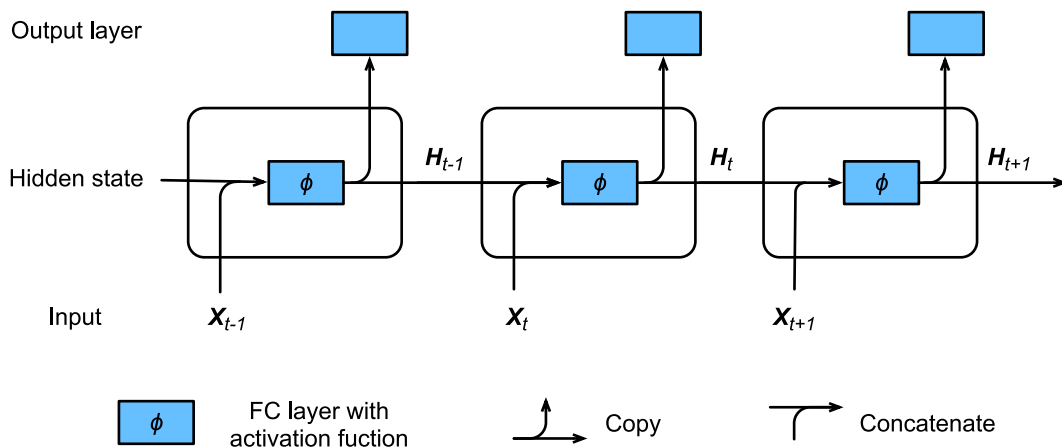 Output layer
H_{t-1}
H_t
H_{t+1}
Hidden state
ϕ
ϕ
ϕ
Input
X_{t-1}
X_t
X_{t+1}
ϕ
FC layer with
activation fuction
Copy
Concatenate